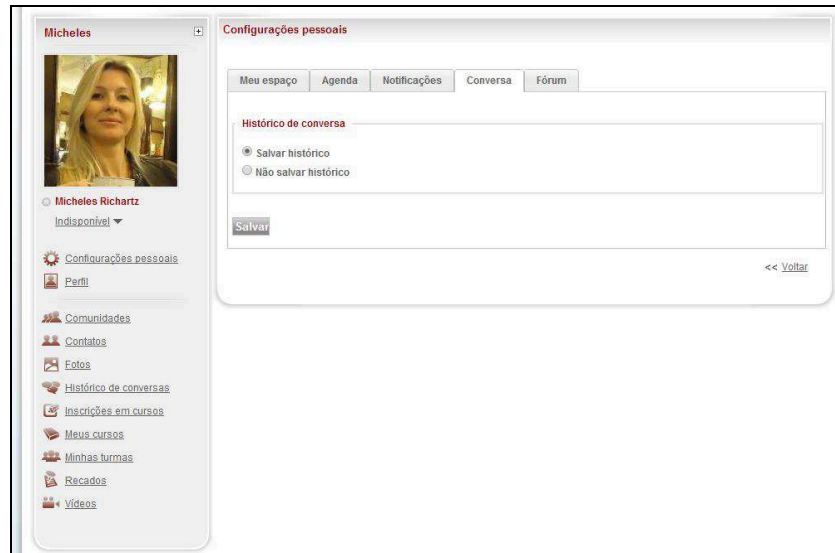 Micheles
Micheles Richartz
Indisponível
Configurações pessoais
Perfil
Comunidades
Contatos
Fotos
Histórico de conversas
Inscrições em cursos
Meus cursos
Minhas turmas
Recados
Vídeos
Configurações pessoais
Meu espaço Agenda Notificações Conversa Fórum
Histórico de conversa
Salvar histórico
Não salvar histórico
Salvar
<< Voltar